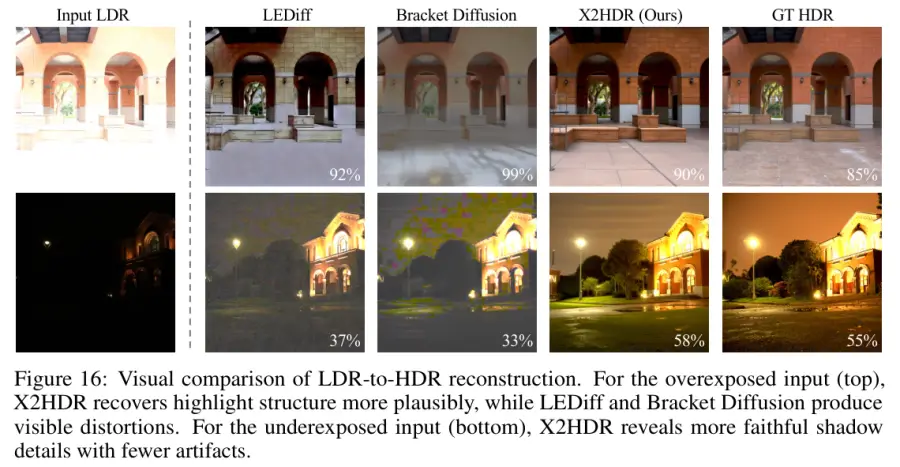 Input LDR
LEDiff
Bracket Diffusion
X2HDR (Ours)
GT HDR
92%
99%
90%
85%
37%
33%
58%
55%
Figure 16: Visual comparison of LDR-to-HDR reconstruction. For the overexposed input (top),
X2HDR recovers highlight structure more plausibly, while LEDiff and Bracket Diffusion produce
visible distortions. For the underexposed input (bottom), X2HDR reveals more faithful shadow
details with fewer artifacts.